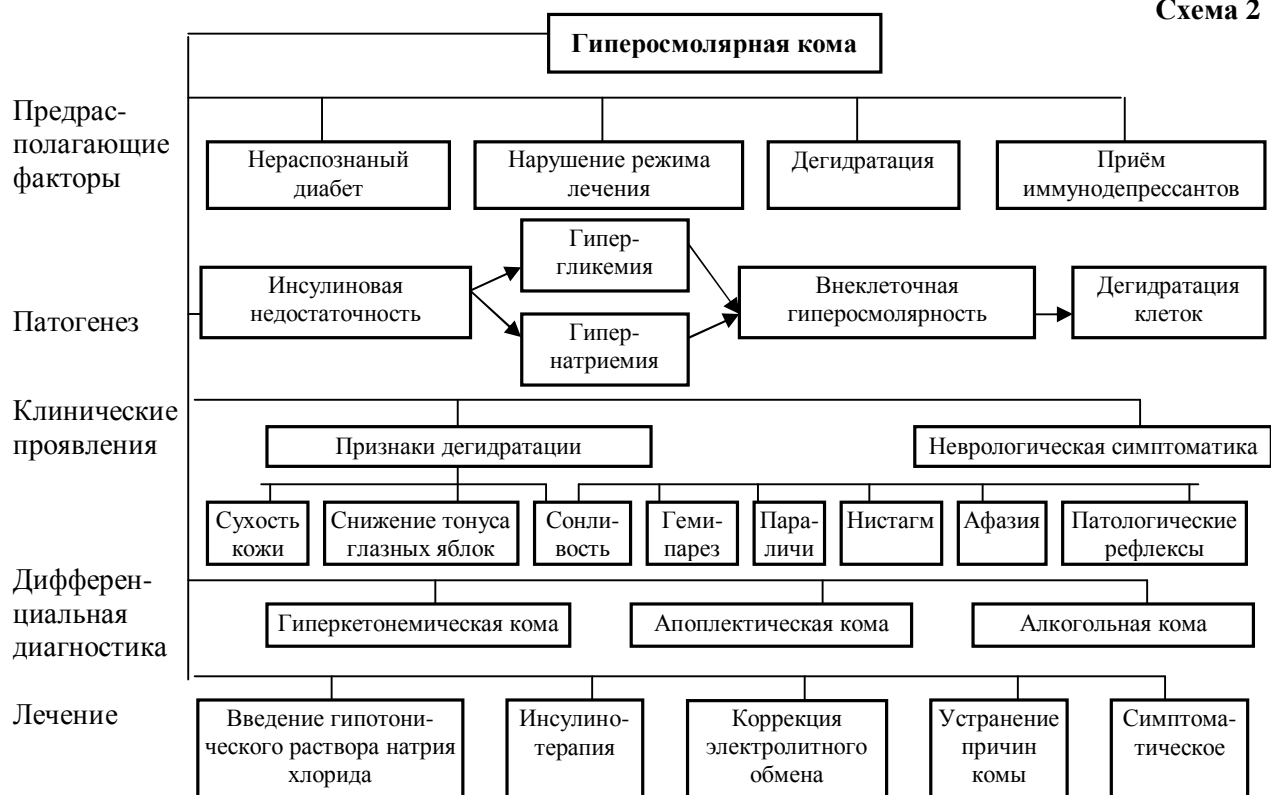 Схема 2
Гиперосмолярная кома
Предрас-
полагающие
факторы
Нераспознаный
диабет
Нарушение режима
лечения
Дегидратация
Приём
иммунодепрессантов
Патогенез
Инсулиновая
недостаточность
Гипер-
гликемия
Гипер-
натриемия
Внеклеточная
гиперосмолярность
Дегидратация
клеток
Клинические
проявления
Признаки дегидратации
Неврологическая симптоматика
Сухость
кожи
Снижение тонуса
глазных яблок
Сонли-
вость
Геми-
парез
Пара-
личи
Нистагм
Афазия
Патологические
рефлексы
Дифферен-
циальная
диагностика
Гиперкетонемическая кома
Апоплектическая кома
Алкогольная кома
Лечение
Введение гипотони-
ческого раствора натрия
хлорида
Инсулино-
терапия
Коррекция
электролитного
обмена
Устранение
причин
комы
Симптома-
тическое